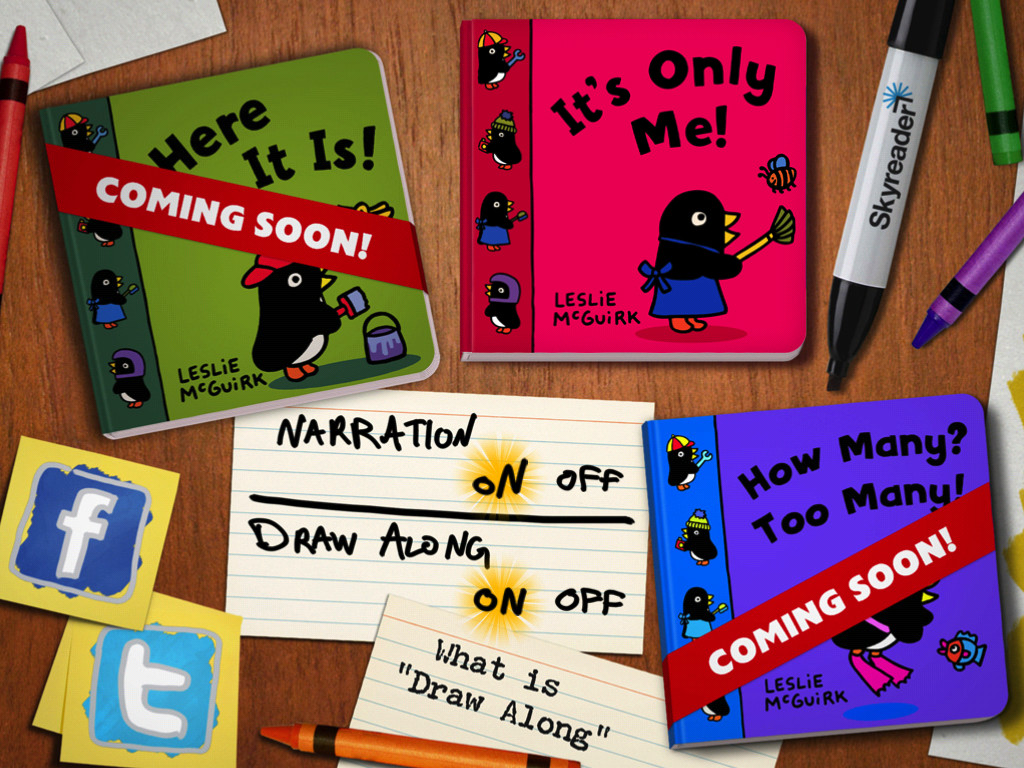 Here
It Is!
COMING SOON!
LESLIE
McGUIRK
It's Only
Me!
LESLIE
McGUIRK
Skyreader
NARRATION
ON OFF
DRAW ALONG
ON OFF
What is
"Draw Along"
How Many?
Too Many!
COMING SOON!
LESLIE
McGUIRK
f
t